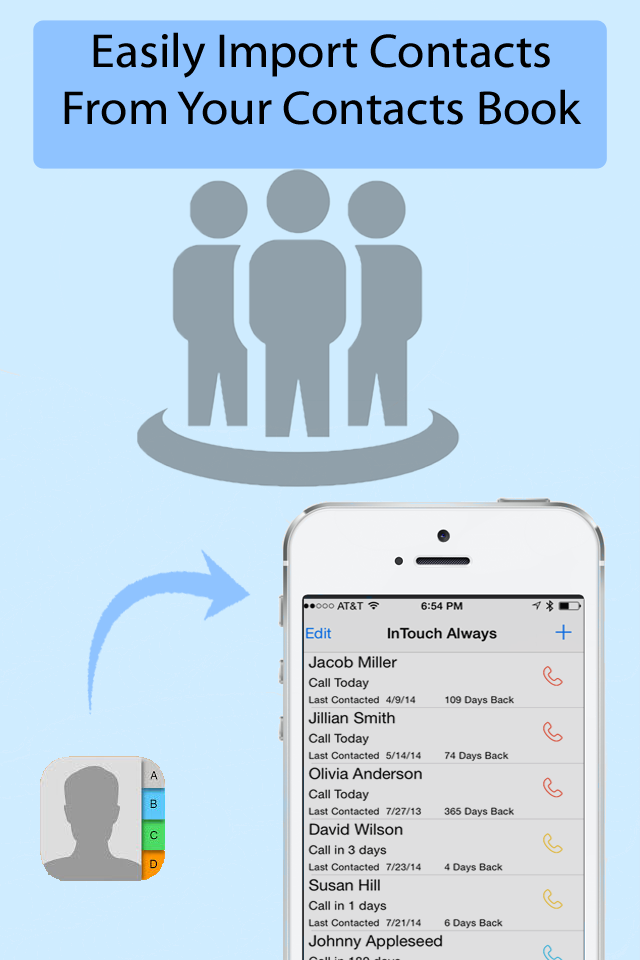 Easily Import Contacts
From Your Contacts Book
AT&T 6:54 PM
Edit InTouch Always +
Jacob Miller
Call Today
Last Contacted 4/9/14 109 Days Back
Jillian Smith
Call Today
Last Contacted 5/14/14 74 Days Back
Olivia Anderson
Call Today
Last Contacted 7/27/13 365 Days Back
David Wilson
Call in 3 days
Last Contacted 7/23/14 4 Days Back
Susan Hill
Call in 1 days
Last Contacted 7/21/14 6 Days Back
Johnny Appleseed
Call in 180 days
A
B
C
D